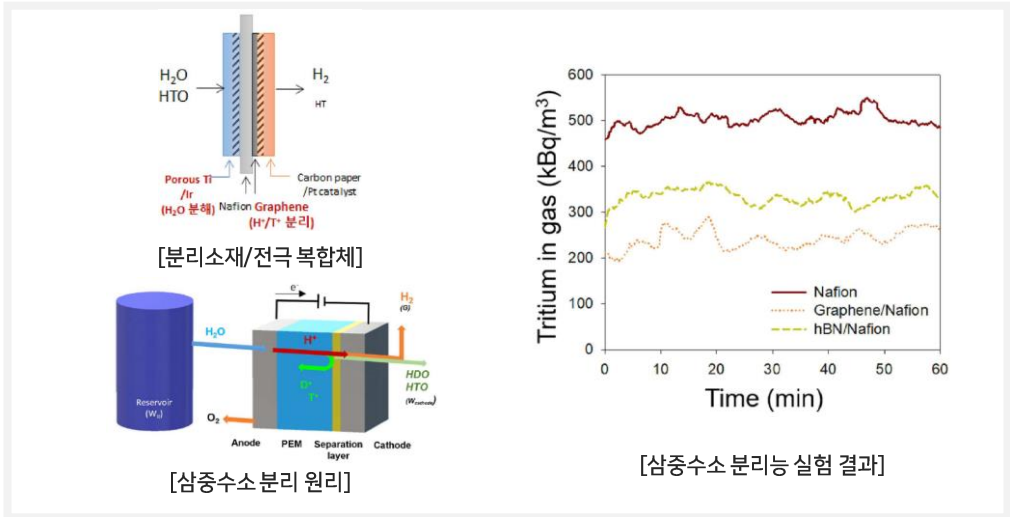 H₂O
HTO
H₂
HT
Porous Ti
/Ir
(H₂O 분해)
Nafion
Graphene
(H⁺/T⁺ 분리)
Carbon paper
/Pt catalyst
[분리소재/전극 복합체]
e⁻
H₂
(G)
H₂O
H⁺
D⁺
T⁺
HDO
HTO
(W_cathode)
Reservoir
(W₀)
O₂
Anode PEM Separation layer Cathode
[삼중수소 분리 원리]
Tritium in gas (kBq/m³)
600
500
400
300
200
100
0
Nafion
Graphene/Nafion
hBN/Nafion
0 10 20 30 40 50 60
Time (min)
[삼중수소 분리능 실험 결과]